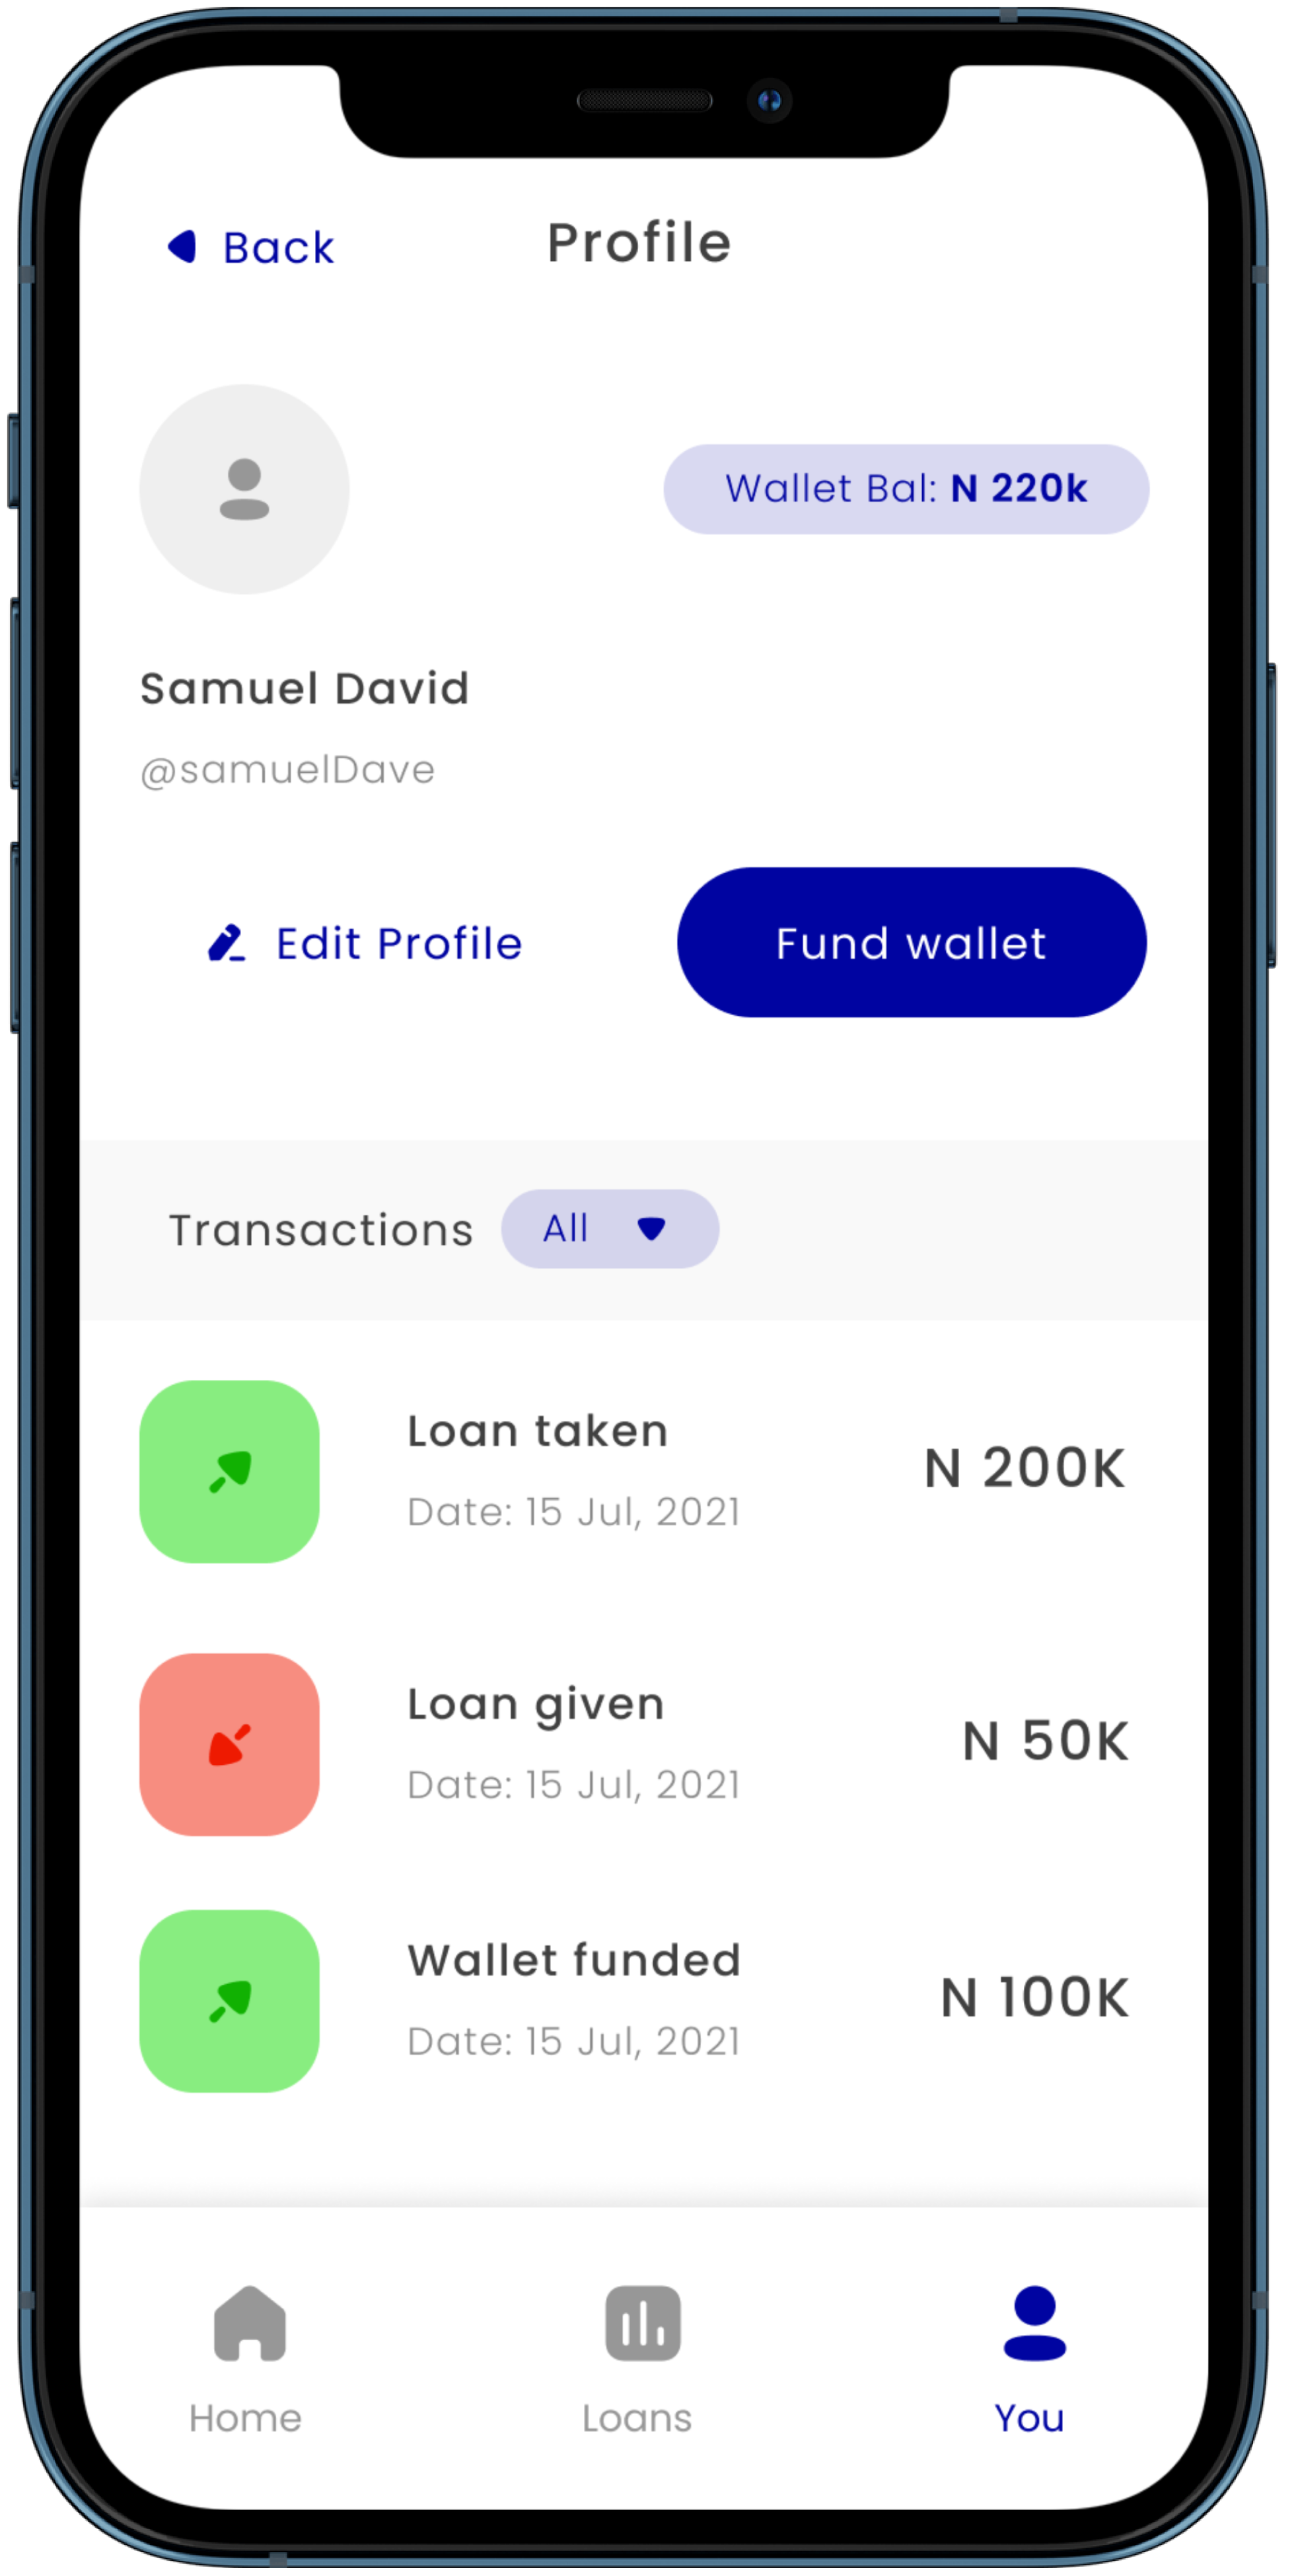 Back
Profile
Wallet Bal: N 220k
Samuel David
@samuelDave
Edit Profile
Fund wallet
Transactions
All
Loan taken
Date: 15 Jul, 2021
N 200K
Loan given
Date: 15 Jul, 2021
N 50K
Wallet funded
Date: 15 Jul, 2021
N 100K
Home
Loans
You